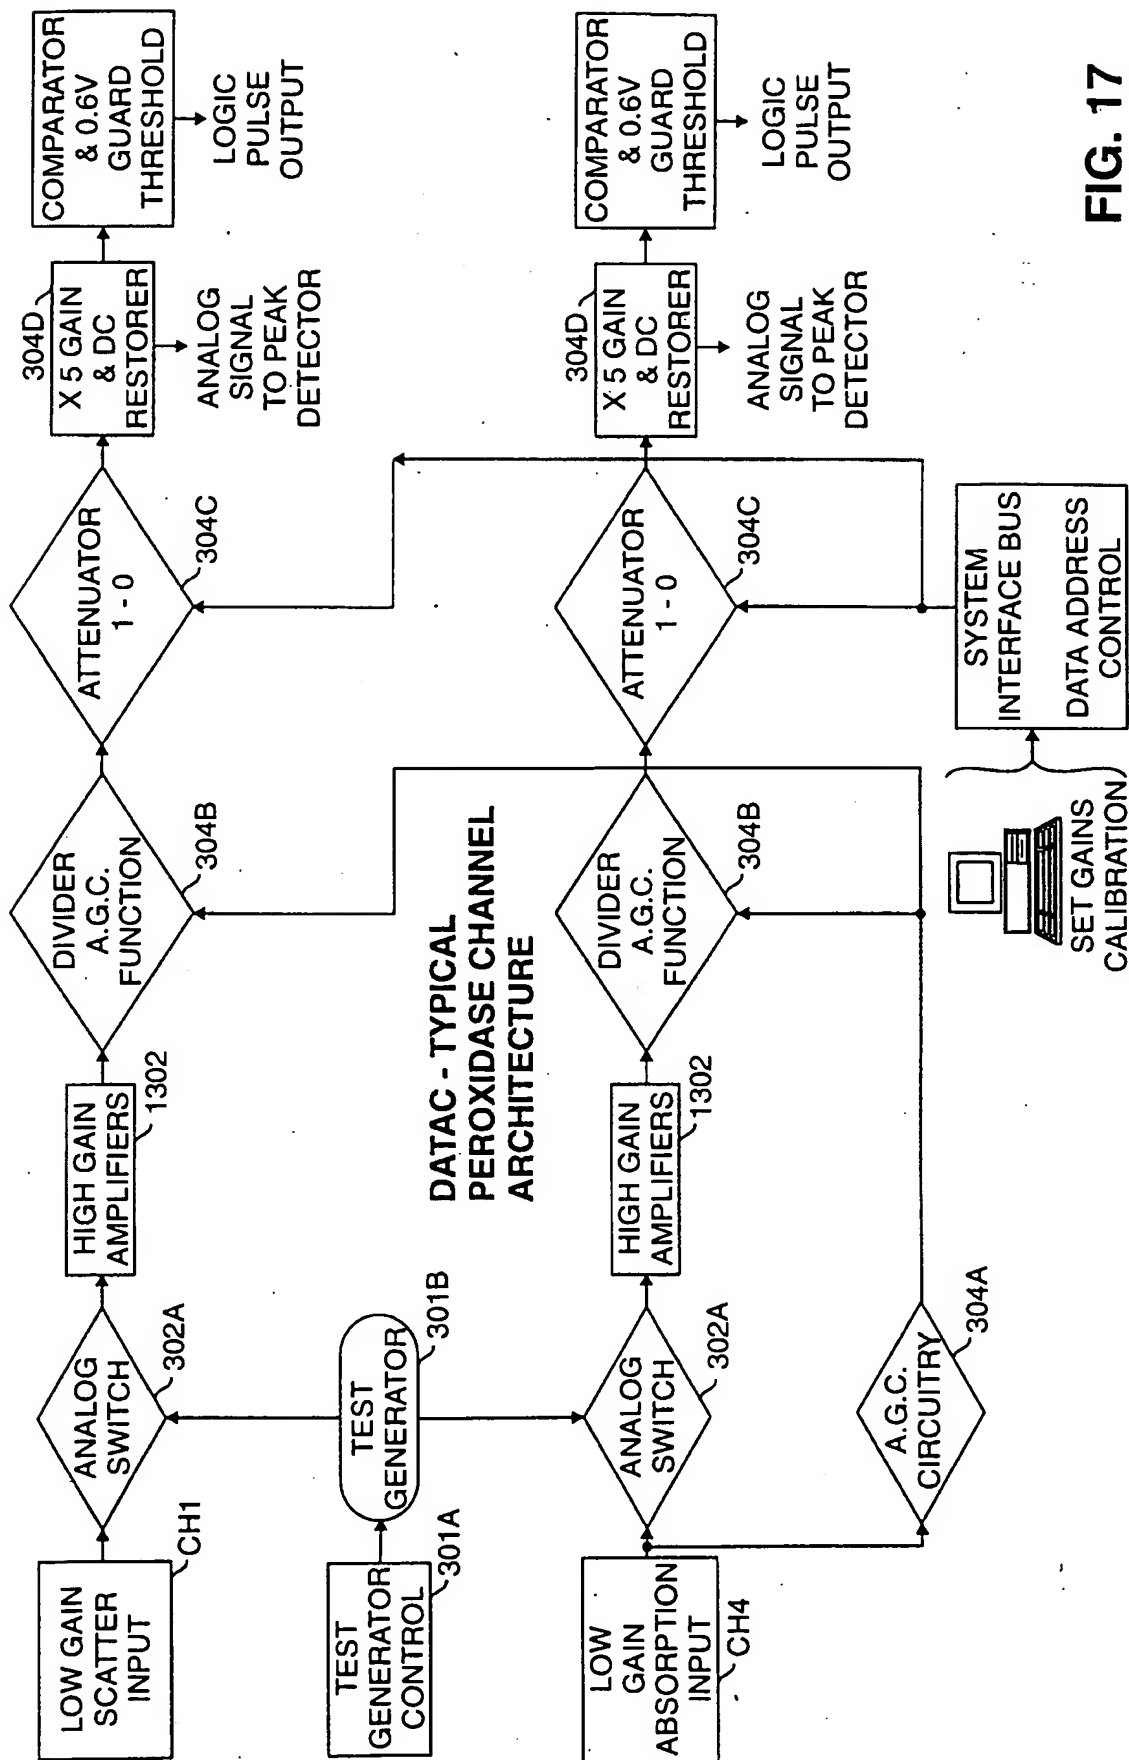 LOW GAIN
SCATTER
INPUT
CH1
ANALOG
SWITCH
302A
HIGH GAIN
AMPLIFIERS
1302
DIVIDER
A.G.C.
FUNCTION
304B
ATTENUATOR
1 - 0
304C
304D
X 5 GAIN
& DC
RESTORER
ANALOG
SIGNAL
TO PEAK
DETECTOR
COMPARATOR
& 0.6V
GUARD
THRESHOLD
LOGIC
PULSE
OUTPUT
TEST
GENERATOR
CONTROL
301A
TEST
GENERATOR
301B
DATAC - TYPICAL
PEROXIDASE CHANNEL
ARCHITECTURE
LOW
GAIN
ABSORPTION
INPUT
CH4
ANALOG
SWITCH
302A
HIGH GAIN
AMPLIFIERS
1302
DIVIDER
A.G.C.
FUNCTION
304B
ATTENUATOR
1 - 0
304C
304D
X 5 GAIN
& DC
RESTORER
ANALOG
SIGNAL
TO PEAK
DETECTOR
COMPARATOR
& 0.6V
GUARD
THRESHOLD
LOGIC
PULSE
OUTPUT
A.G.C.
CIRCUITRY
304A
SET GAINS
CALIBRATION
SYSTEM
INTERFACE BUS
DATA ADDRESS
CONTROL
FIG. 17